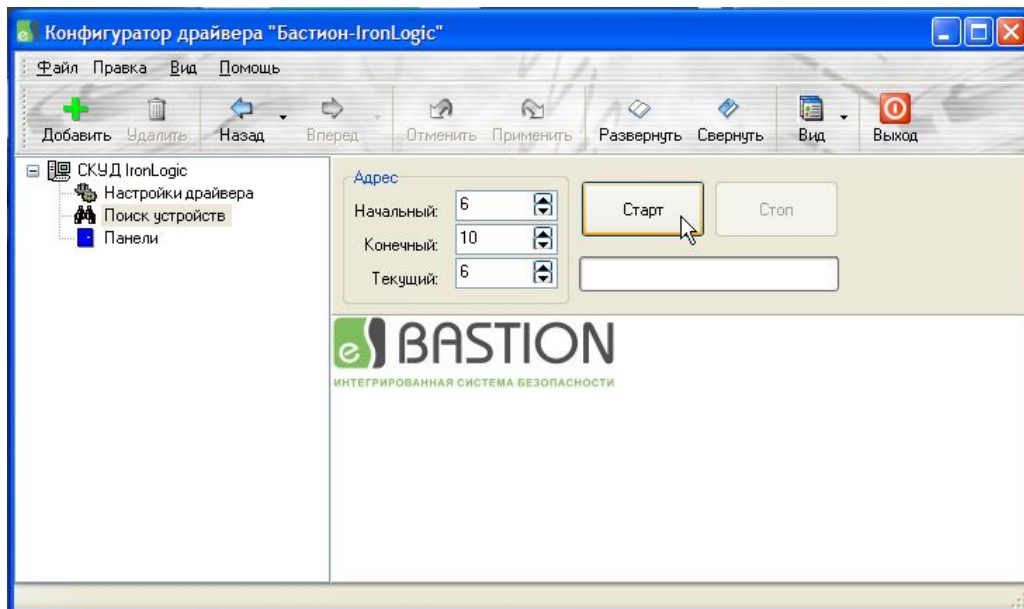 Конфигуратор драйвера "Бастион-IronLogic"
Файл Правка Вид Помощь
Добавить Удалить Назад Вперед Отменить Применить Развернуть Свернуть Вид Выход
СКУД IronLogic
Настройки драйвера
Поиск устройств
Панели
Адрес
Начальный: 6
Конечный: 10
Текущий: 6
Старт Стоп
eS BASTION
ИНТЕГРИРОВАННАЯ СИСТЕМА БЕЗОПАСНОСТИ